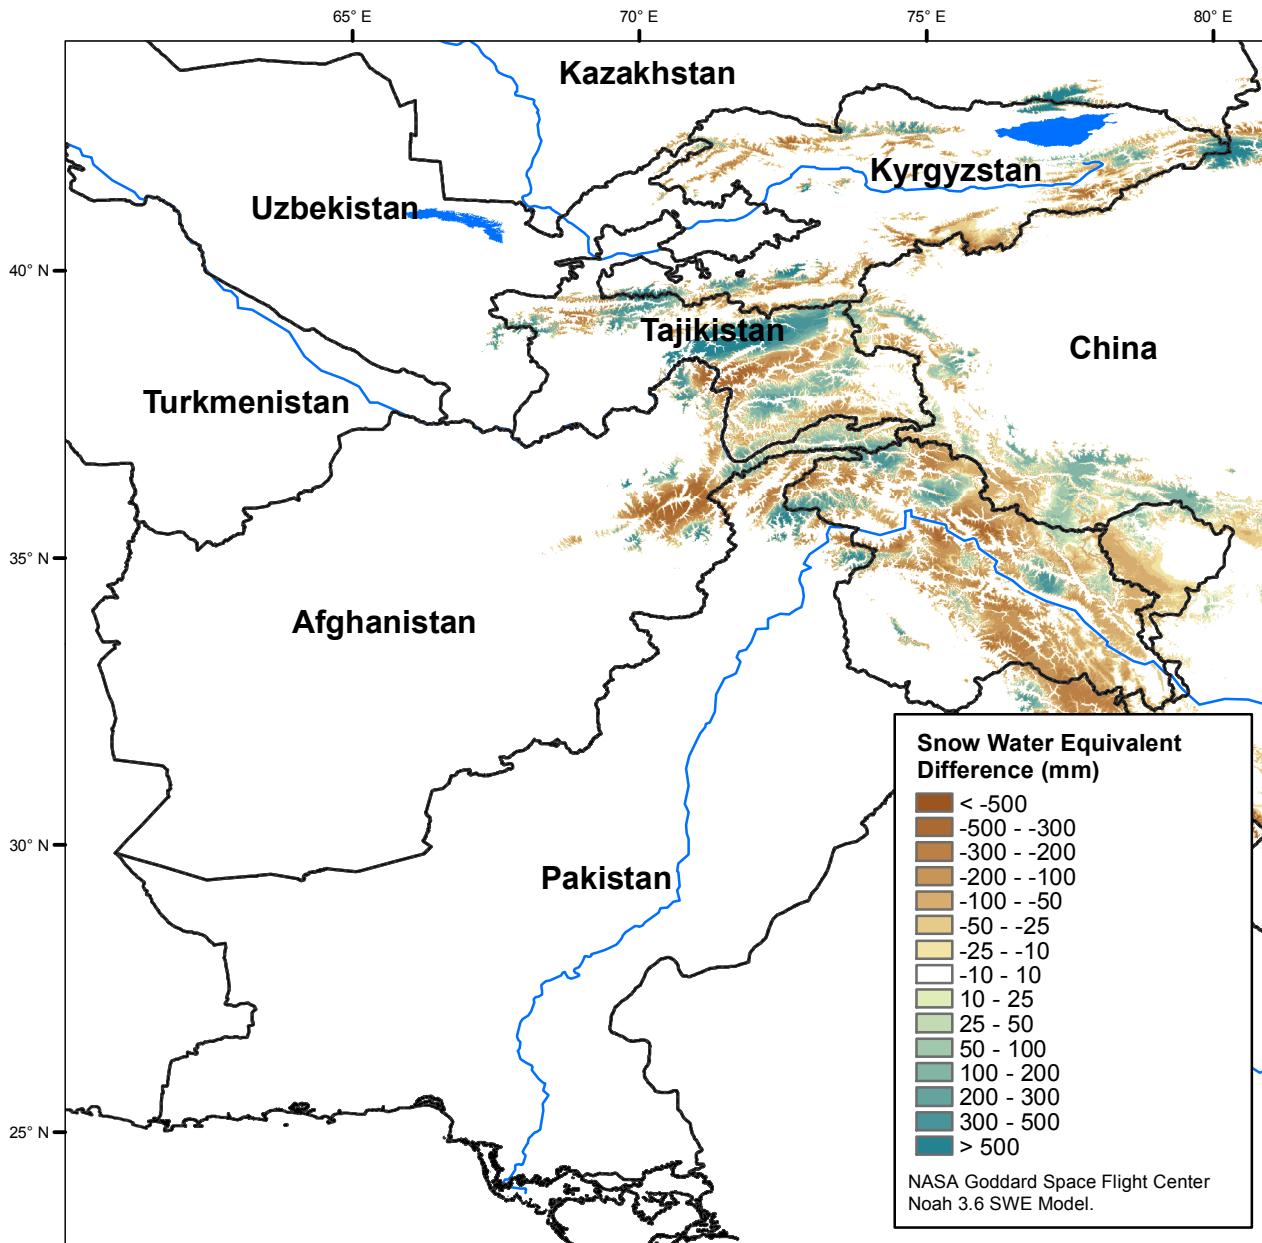 65° E
70° E
75° E
80° E
Kazakhstan
Kyrgyzstan
Uzbekistan
40° N
Tajikistan
China
Turkmenistan
35° N
Afghanistan
30° N
Pakistan
25° N
Snow Water Equivalent
Difference (mm)
< -500
-500 - -300
-300 - -200
-200 - -100
-100 - -50
-50 - -25
-25 - -10
-10 - 10
10 - 25
25 - 50
50 - 100
100 - 200
200 - 300
300 - 500
> 500
NASA Goddard Space Flight Center
Noah 3.6 SWE Model.